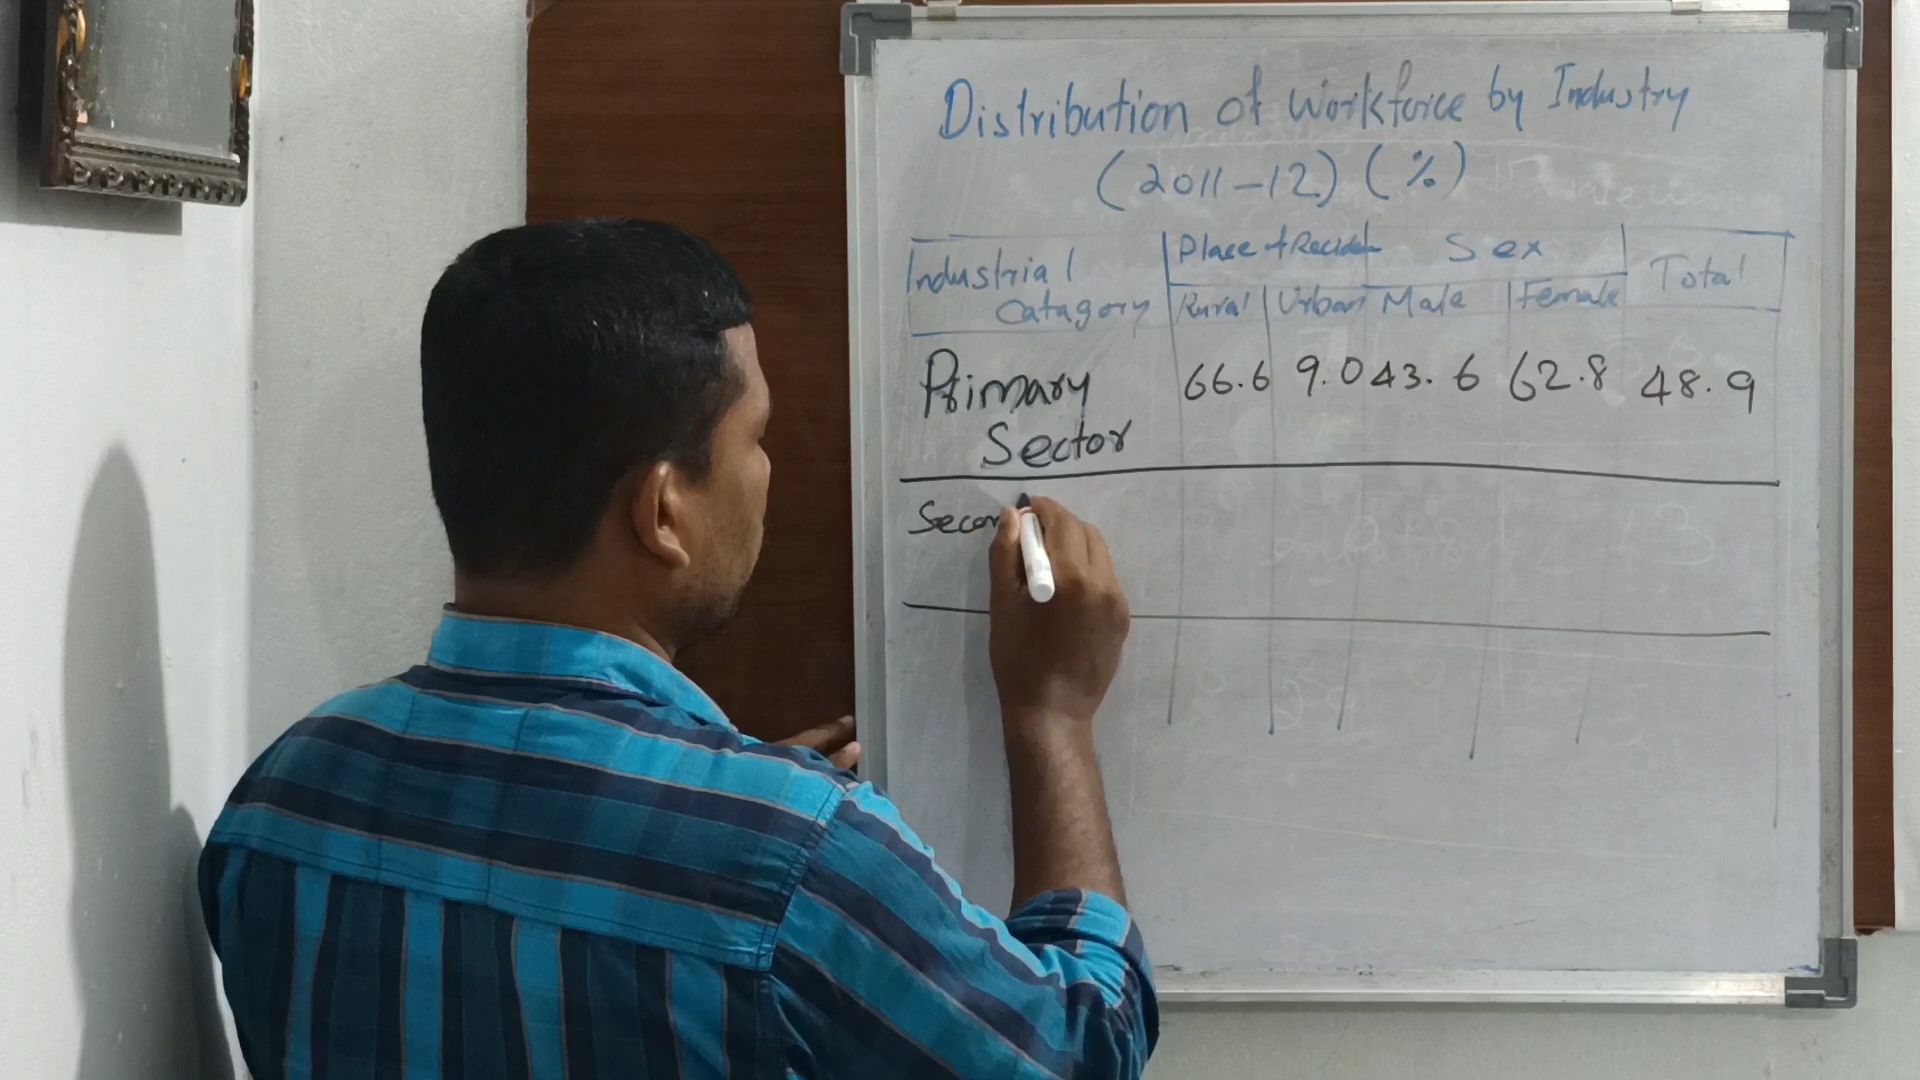 Distribution of Workforce by Industry
(2011-12) (%)
Industrial Catagory
Place of Sex Total
Rural Urban Male Female
Primary Sector 66.6 9.0 43.6 62.8 48.9
Secon